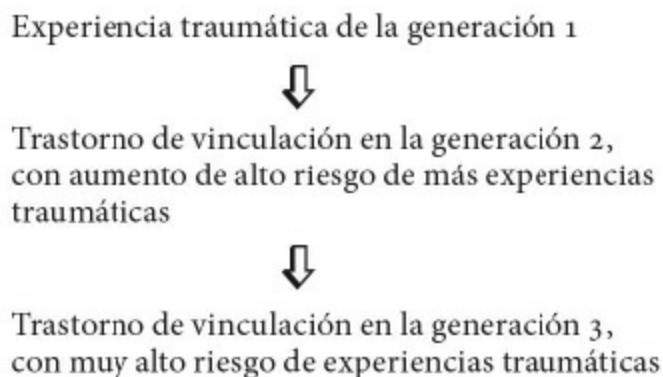 Experiencia traumática de la generación 1
Trastorno de vinculación en la generación 2,
con aumento de alto riesgo de más experiencias
traumáticas
Trastorno de vinculación en la generación 3,
con muy alto riesgo de experiencias traumáticas